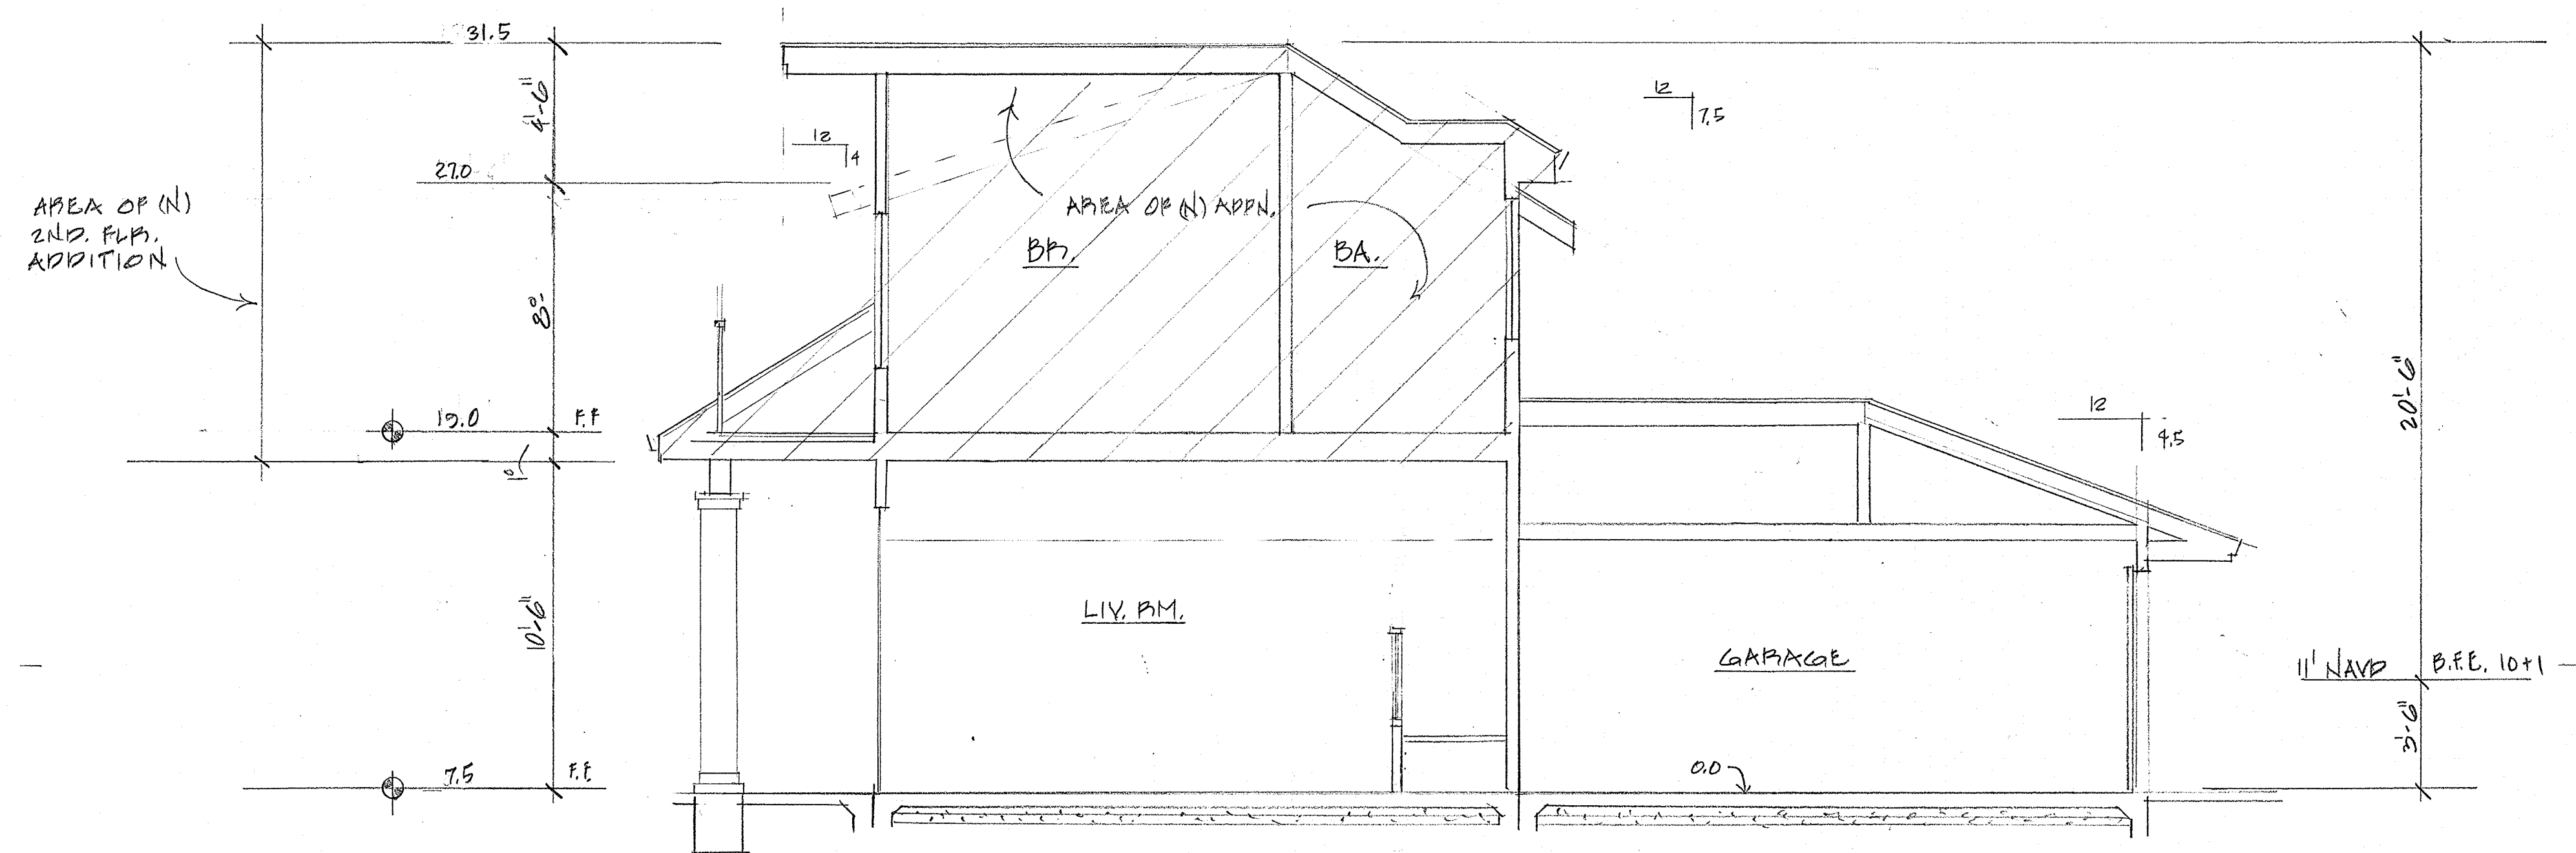 31.5
4'-6"
12
4
12
7.5
27.0
AREA OF (N)
2ND. FLR.
ADDITION
AREA OF (N) ADDN.
BR.
BA.
8⁰
20'-6"
19.0
F.F
12
4.5
1⁰
10'-6"
LIV. RM.
GARAGE
11' NAVD
B.F.E. 10+1
3'-6"
7.5
F.F.
0.0